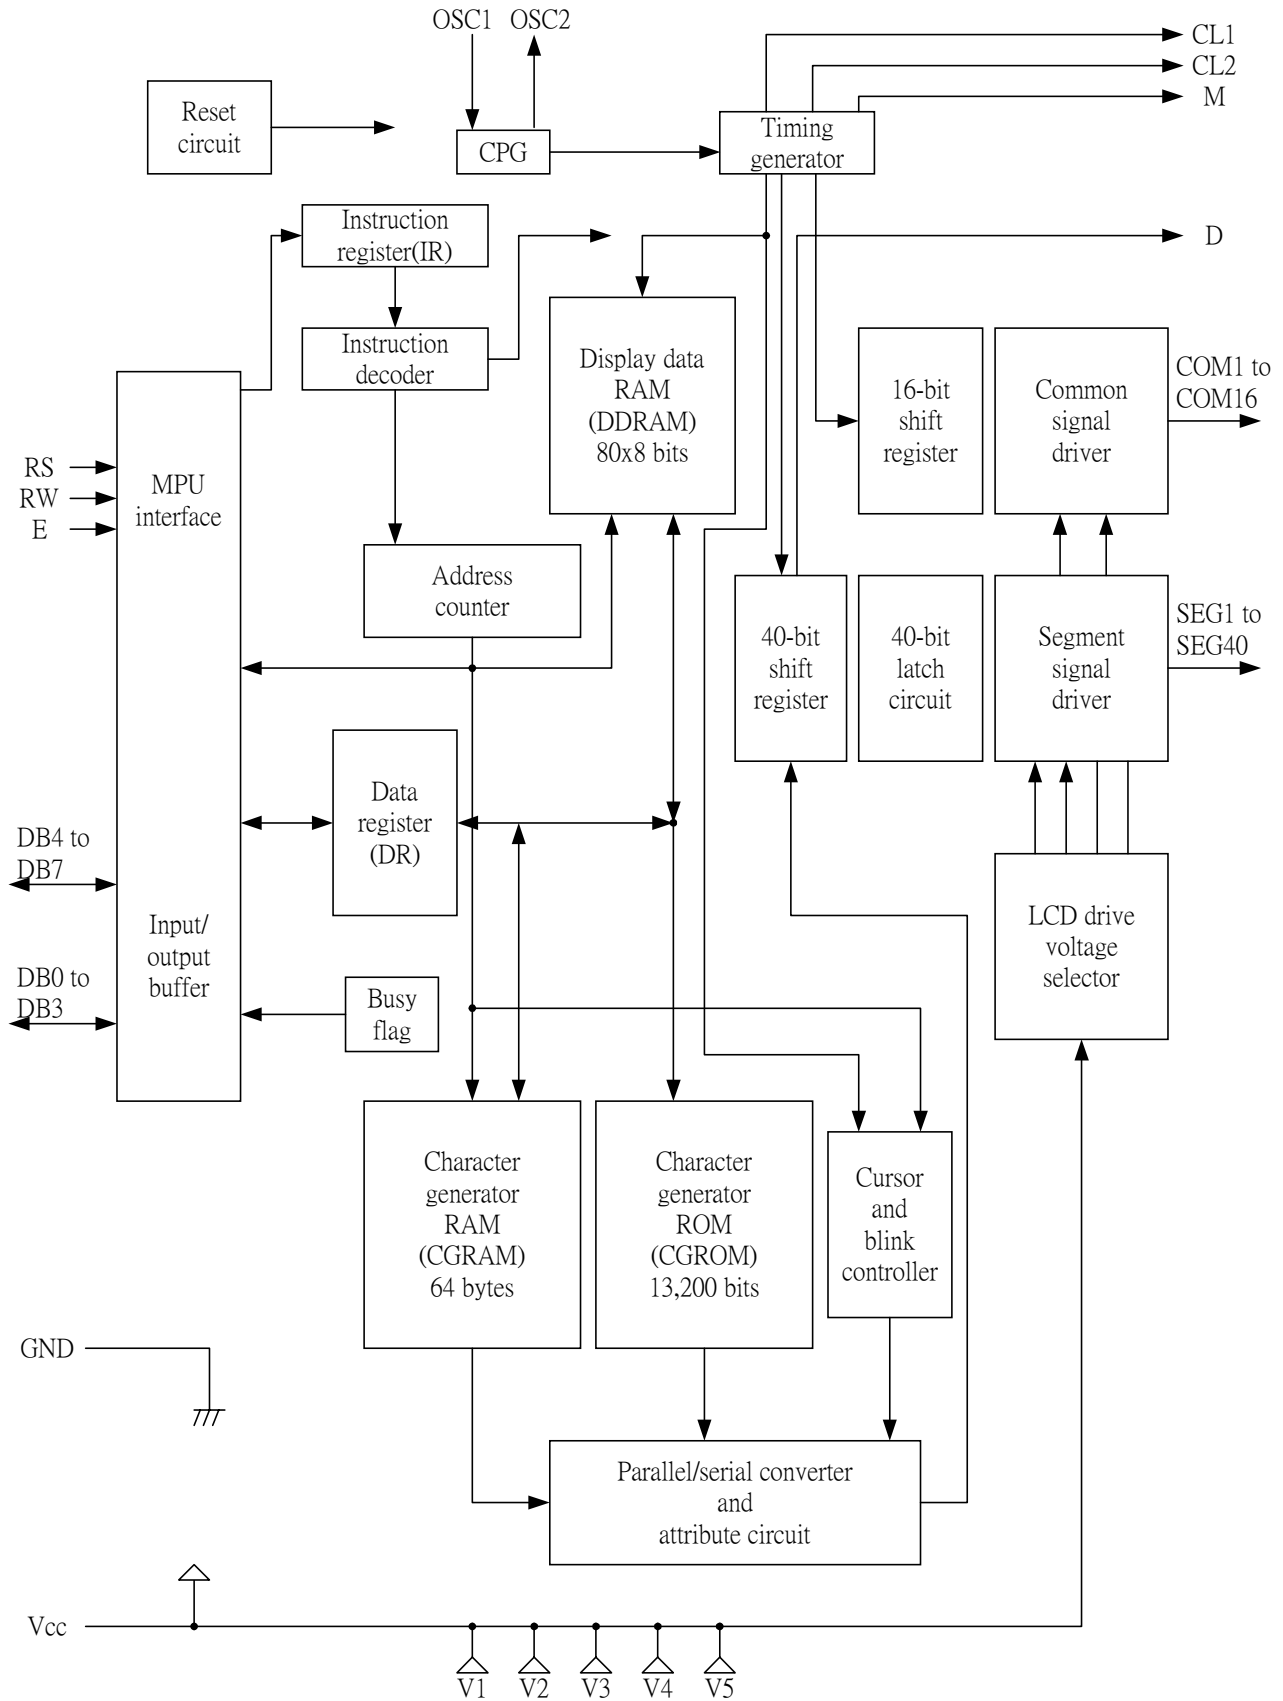 OSC1 OSC2
CL1
CL2
M
Reset
circuit
CPG
Timing
generator
Instruction
register(IR)
D
Instruction
decoder
Display data
RAM
(DDRAM)
80x8 bits
16-bit
shift
register
Common
signal
driver
COM1 to
COM16
RS
RW
E
MPU
interface
Address
counter
40-bit
shift
register
40-bit
latch
circuit
Segment
signal
driver
SEG1 to
SEG40
Data
register
(DR)
DB4 to
DB7
Input/
output
buffer
LCD drive
voltage
selector
DB0 to
DB3
Busy
flag
Character
generator
RAM
(CGRAM)
64 bytes
Character
generator
ROM
(CGROM)
13,200 bits
Cursor
and
blink
controller
GND
Parallel/serial converter
and
attribute circuit
Vcc
V1 V2 V3 V4 V5